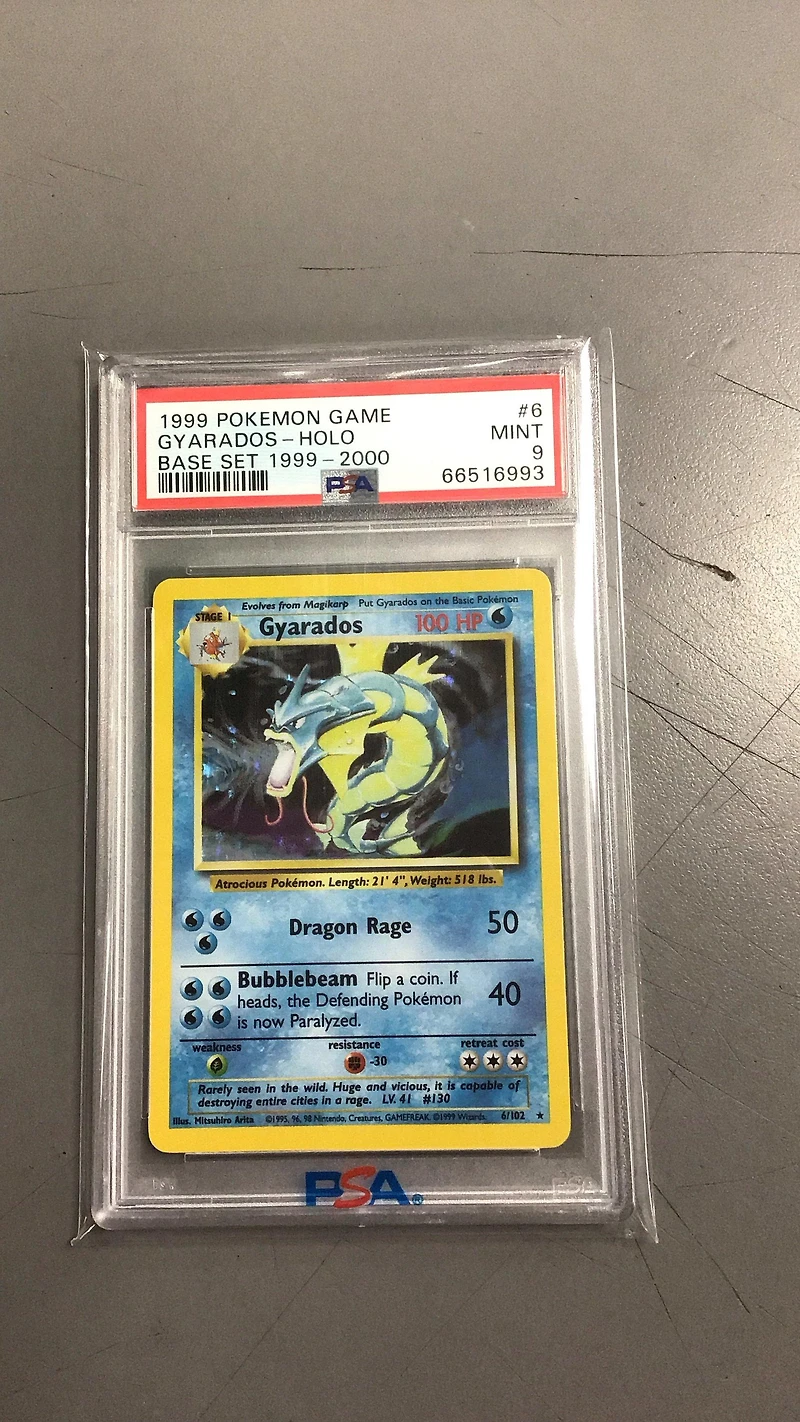 1999 POKEMON GAME #6
GYARADOS – HOLO MINT
BASE SET 1999 – 2000 9
PSA 66516993
Evolves from Magikarp Put Gyarados on the Basic Pokémon
STAGE 1
Gyarados 100 HP
Atrocious Pokémon. Length: 21' 4", Weight: 518 lbs.
Dragon Rage 50
Bubblebeam Flip a coin. If
heads, the Defending Pokémon 40
is now Paralyzed.
weakness resistance retreat cost
-30
Rarely seen in the wild. Huge and vicious, it is capable of
destroying entire cities in a rage. LV. 41 #130
Illus. Mitsuhiro Arita ©1995, 96, 98 Nintendo, Creatures, GAMEFREAK. ©1999 Wizards. 6/102 ★
PSA®